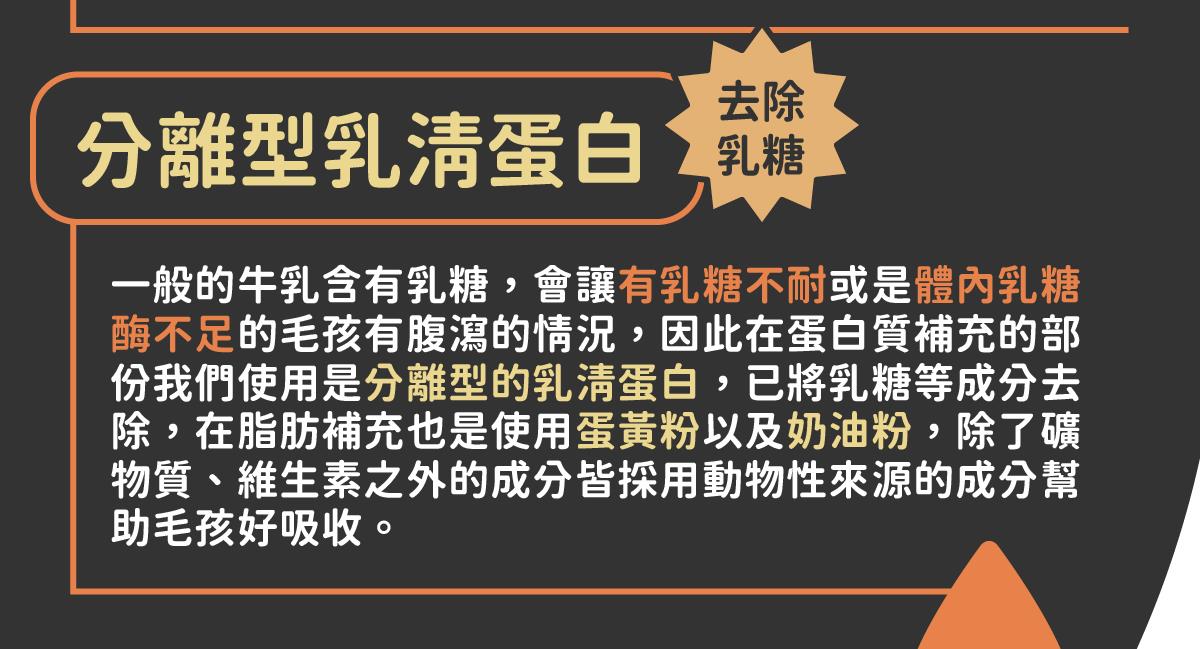 分離型乳清蛋白
去除
乳糖
一般的牛乳含有乳糖，會讓有乳糖不耐或是體內乳糖
酶不足的毛孩有腹瀉的情況，因此在蛋白質補充的部
份我們使用是分離型的乳清蛋白，已將乳糖等成分去
除，在脂肪補充也是使用蛋黃粉以及奶油粉，除了礦
物質、維生素之外的成分皆採用動物性來源的成分幫
助毛孩好吸收。